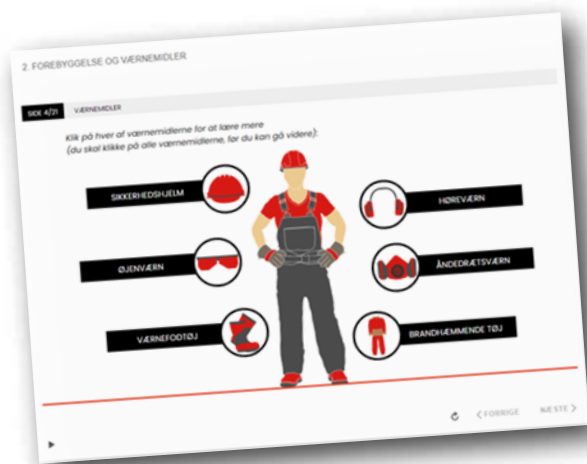 2. FOREBYGGELSE OG VÆRNEMIDLER
SIDE 4/21 VÆRNEMIDLER
Klik på hver af værnemidlerne for at lære mere
(du skal klikke på alle værnemidlerne, før du kan gå videre):
SIKKERHEDSHJELM
HØREVÆRN
ØJENVÆRN
ÅNDEDRÆTSVÆRN
VÆRNEFODTØJ
BRANDHÆMMENDE TØJ
FORRIGE NÆSTE